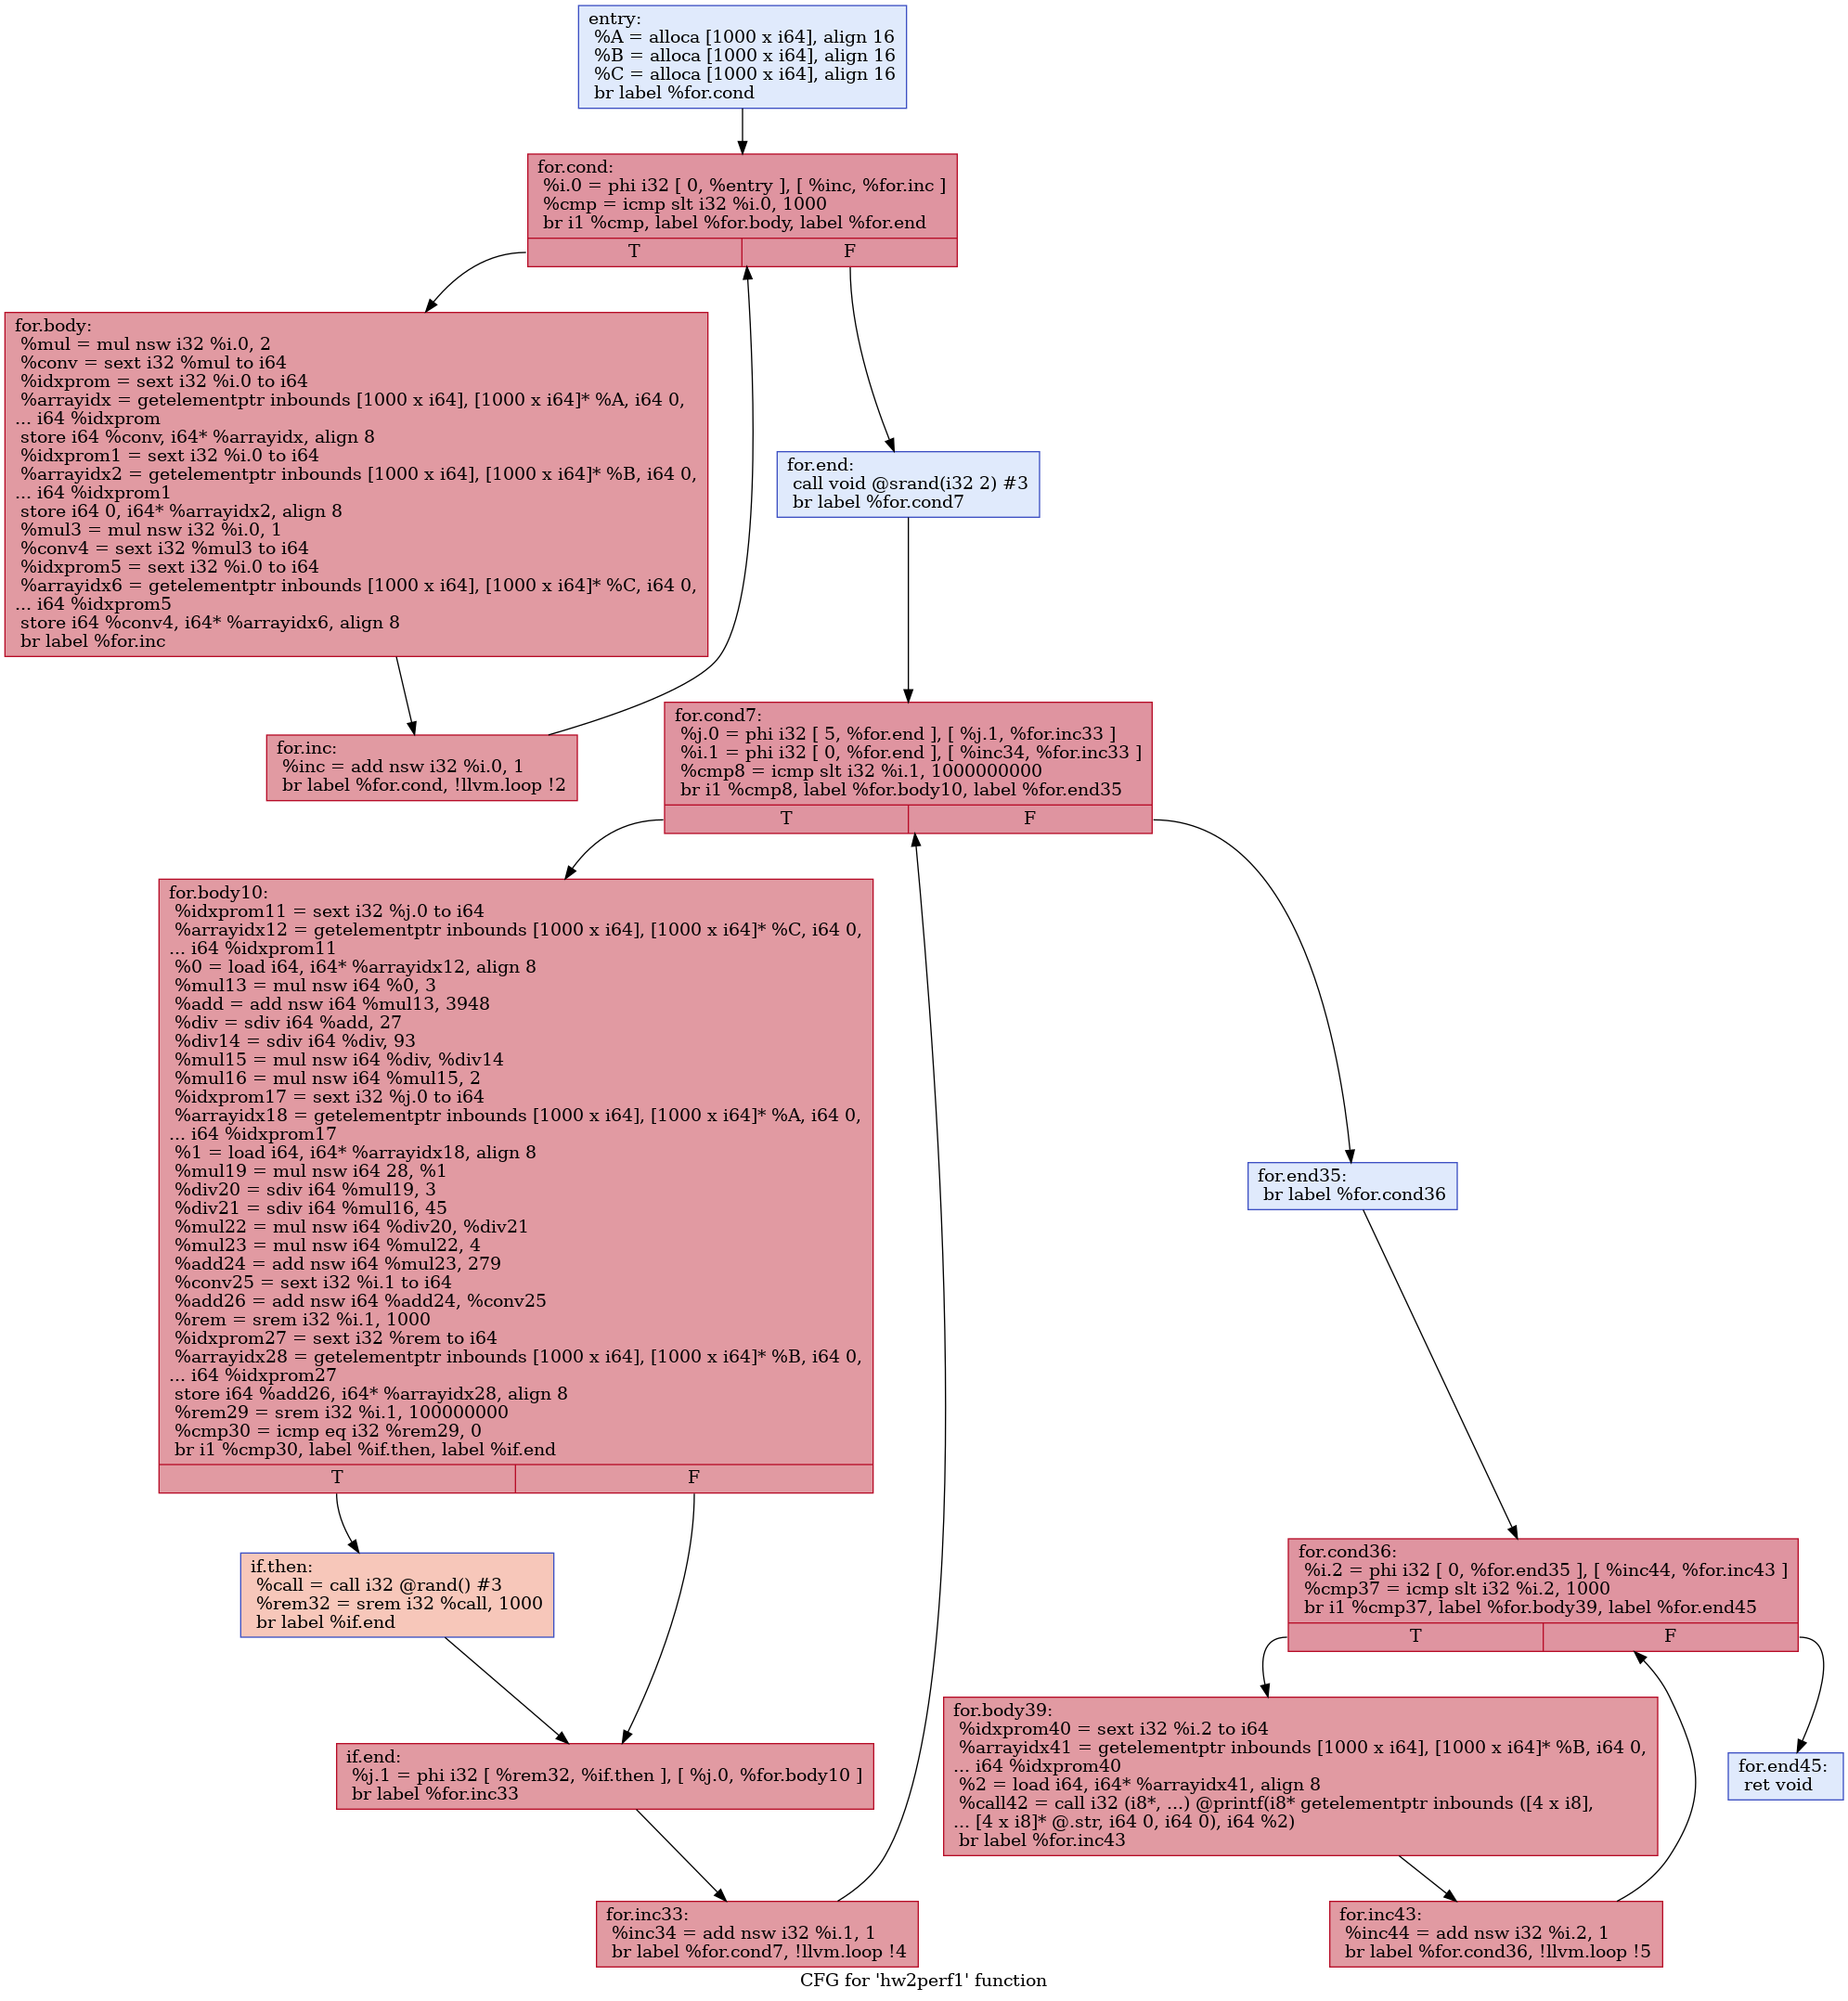 entry:
%A = alloca [1000 x i64], align 16
%B = alloca [1000 x i64], align 16
%C = alloca [1000 x i64], align 16
br label %for.cond
for.cond:
%i.0 = phi i32 [ 0, %entry ], [ %inc, %for.inc ]
%cmp = icmp slt i32 %i.0, 1000
br i1 %cmp, label %for.body, label %for.end
T
F
for.body:
%mul = mul nsw i32 %i.0, 2
%conv = sext i32 %mul to i64
%idxprom = sext i32 %i.0 to i64
%arrayidx = getelementptr inbounds [1000 x i64], [1000 x i64]* %A, i64 0,
... i64 %idxprom
store i64 %conv, i64* %arrayidx, align 8
%idxprom1 = sext i32 %i.0 to i64
%arrayidx2 = getelementptr inbounds [1000 x i64], [1000 x i64]* %B, i64 0,
... i64 %idxprom1
store i64 0, i64* %arrayidx2, align 8
%mul3 = mul nsw i32 %i.0, 1
%conv4 = sext i32 %mul3 to i64
%idxprom5 = sext i32 %i.0 to i64
%arrayidx6 = getelementptr inbounds [1000 x i64], [1000 x i64]* %C, i64 0,
... i64 %idxprom5
store i64 %conv4, i64* %arrayidx6, align 8
br label %for.inc
for.end:
call void @srand(i32 2) #3
br label %for.cond7
for.inc:
%inc = add nsw i32 %i.0, 1
br label %for.cond, !llvm.loop !2
for.cond7:
%j.0 = phi i32 [ 5, %for.end ], [ %j.1, %for.inc33 ]
%i.1 = phi i32 [ 0, %for.end ], [ %inc34, %for.inc33 ]
%cmp8 = icmp slt i32 %i.1, 1000000000
br i1 %cmp8, label %for.body10, label %for.end35
T
F
for.body10:
%idxprom11 = sext i32 %j.0 to i64
%arrayidx12 = getelementptr inbounds [1000 x i64], [1000 x i64]* %C, i64 0,
... i64 %idxprom11
%0 = load i64, i64* %arrayidx12, align 8
%mul13 = mul nsw i64 %0, 3
%add = add nsw i64 %mul13, 3948
%div = sdiv i64 %add, 27
%div14 = sdiv i64 %div, 93
%mul15 = mul nsw i64 %div, %div14
%mul16 = mul nsw i64 %mul15, 2
%idxprom17 = sext i32 %j.0 to i64
%arrayidx18 = getelementptr inbounds [1000 x i64], [1000 x i64]* %A, i64 0,
... i64 %idxprom17
%1 = load i64, i64* %arrayidx18, align 8
%mul19 = mul nsw i64 28, %1
%div20 = sdiv i64 %mul19, 3
%div21 = sdiv i64 %mul16, 45
%mul22 = mul nsw i64 %div20, %div21
%mul23 = mul nsw i64 %mul22, 4
%add24 = add nsw i64 %mul23, 279
%conv25 = sext i32 %i.1 to i64
%add26 = add nsw i64 %add24, %conv25
%rem = srem i32 %i.1, 1000
%idxprom27 = sext i32 %rem to i64
%arrayidx28 = getelementptr inbounds [1000 x i64], [1000 x i64]* %B, i64 0,
... i64 %idxprom27
store i64 %add26, i64* %arrayidx28, align 8
%rem29 = srem i32 %i.1, 100000000
%cmp30 = icmp eq i32 %rem29, 0
br i1 %cmp30, label %if.then, label %if.end
T
F
for.end35:
br label %for.cond36
if.then:
%call = call i32 @rand() #3
%rem32 = srem i32 %call, 1000
br label %if.end
for.cond36:
%i.2 = phi i32 [ 0, %for.end35 ], [ %inc44, %for.inc43 ]
%cmp37 = icmp slt i32 %i.2, 1000
br i1 %cmp37, label %for.body39, label %for.end45
T
F
if.end:
%j.1 = phi i32 [ %rem32, %if.then ], [ %j.0, %for.body10 ]
br label %for.inc33
for.body39:
%idxprom40 = sext i32 %i.2 to i64
%arrayidx41 = getelementptr inbounds [1000 x i64], [1000 x i64]* %B, i64 0,
... i64 %idxprom40
%2 = load i64, i64* %arrayidx41, align 8
%call42 = call i32 (i8*, ...) @printf(i8* getelementptr inbounds ([4 x i8],
... [4 x i8]* @.str, i64 0, i64 0), i64 %2)
br label %for.inc43
for.end45:
ret void
for.inc33:
%inc34 = add nsw i32 %i.1, 1
br label %for.cond7, !llvm.loop !4
for.inc43:
%inc44 = add nsw i32 %i.2, 1
br label %for.cond36, !llvm.loop !5
CFG for 'hw2perf1' function